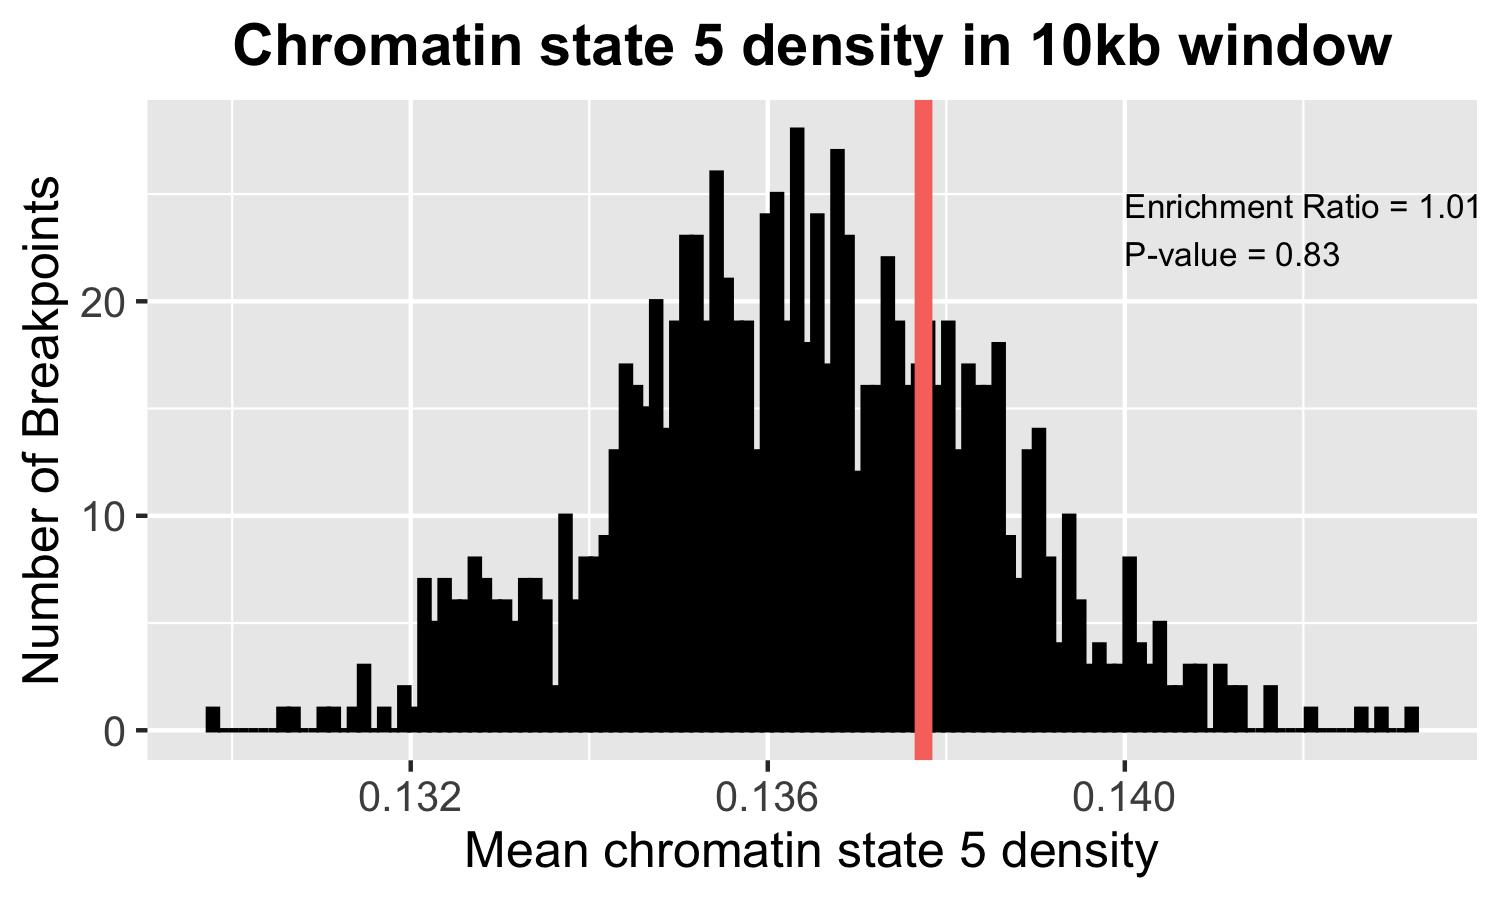 Chromatin state 5 density in 10kb window
Number of Breakpoints
Enrichment Ratio = 1.01
P-value = 0.83
20
10
0
0.132 0.136 0.140
Mean chromatin state 5 density